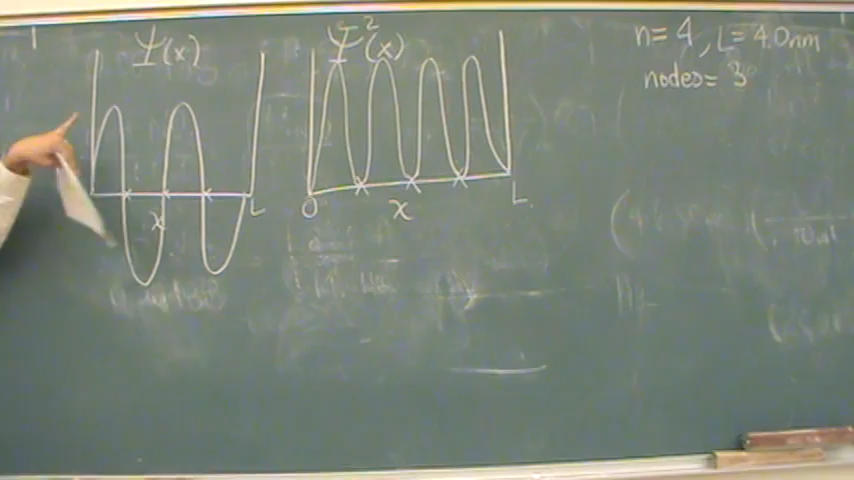 Ψ(x)
Ψ²(x)
n= 4, L= 4.0nm
nodes= 3
x
L
0
x
L